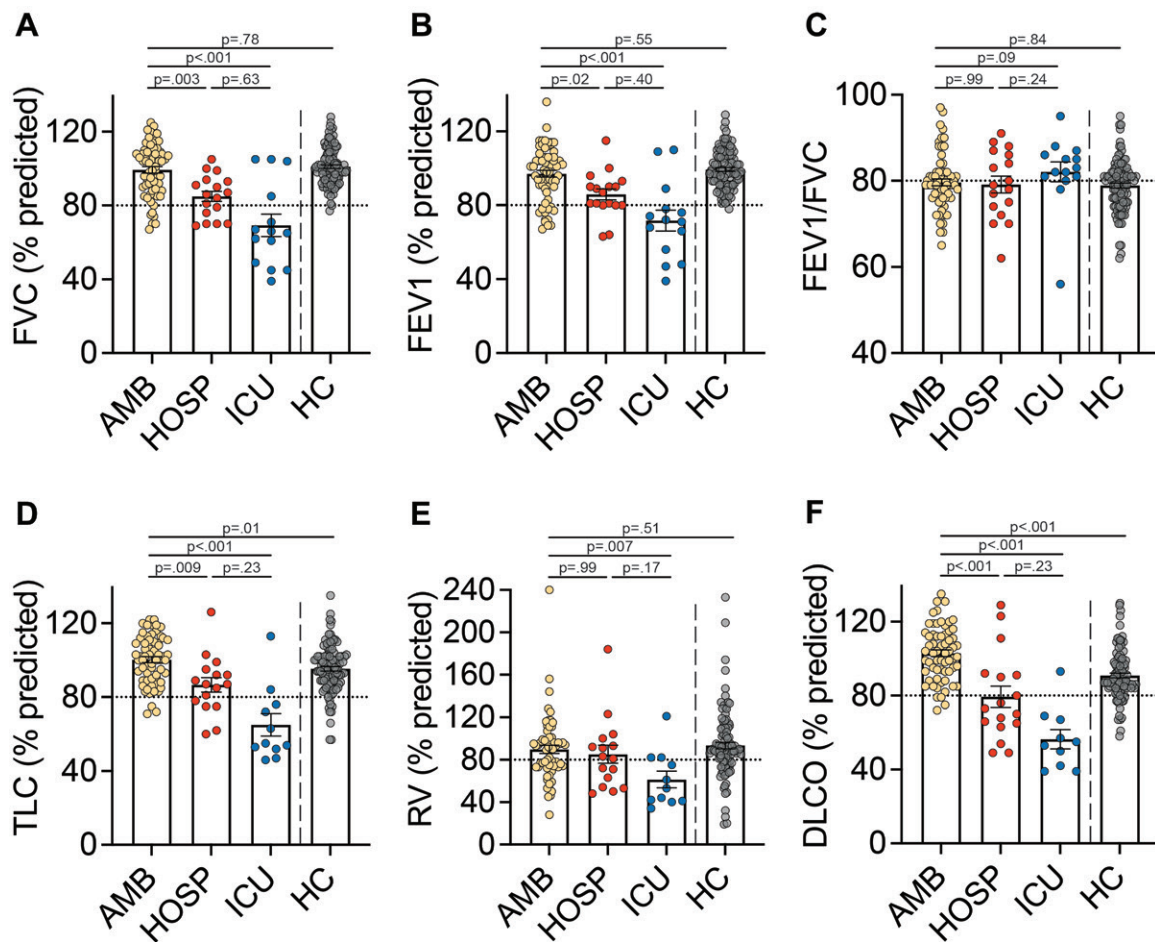 A
p=.78
p<.001
p=.003 p=.63
FVC (% predicted)
120
80
40
0
AMB HOSP ICU HC
B
p=.55
p<.001
p=.02 p=.40
FEV1 (% predicted)
120
80
40
0
AMB HOSP ICU HC
C
p=.84
p=.09
p=.99 p=.24
FEV1/FVC
100
80
60
40
AMB HOSP ICU HC
D
p=.01
p<.001
p=.009 p=.23
TLC (% predicted)
120
80
40
0
AMB HOSP ICU HC
E
p=.51
p=.007
p=.99 p=.17
RV (% predicted)
240
200
160
120
80
40
0
AMB HOSP ICU HC
F
p<.001
p<.001
p<.001 p=.23
DLCO (% predicted)
120
80
40
0
AMB HOSP ICU HC